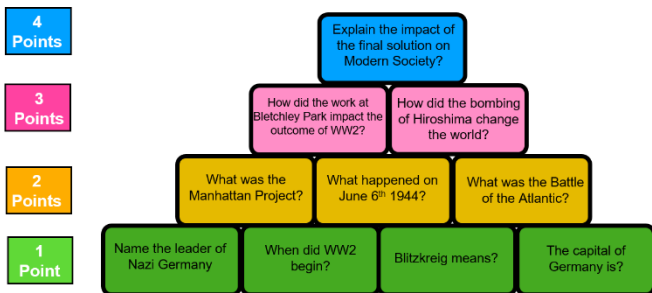 4
Points
Explain the impact of
the final solution on
Modern Society?
3
Points
How did the work at
Bletchley Park impact the
outcome of WW2?
How did the bombing
of Hiroshima change
the world?
2
Points
What was the
Manhattan Project?
What happened on
June 6th 1944?
What was the Battle
of the Atlantic?
1
Point
Name the leader of
Nazi Germany
When did WW2
begin?
Blitzkreig means?
The capital of
Germany is?